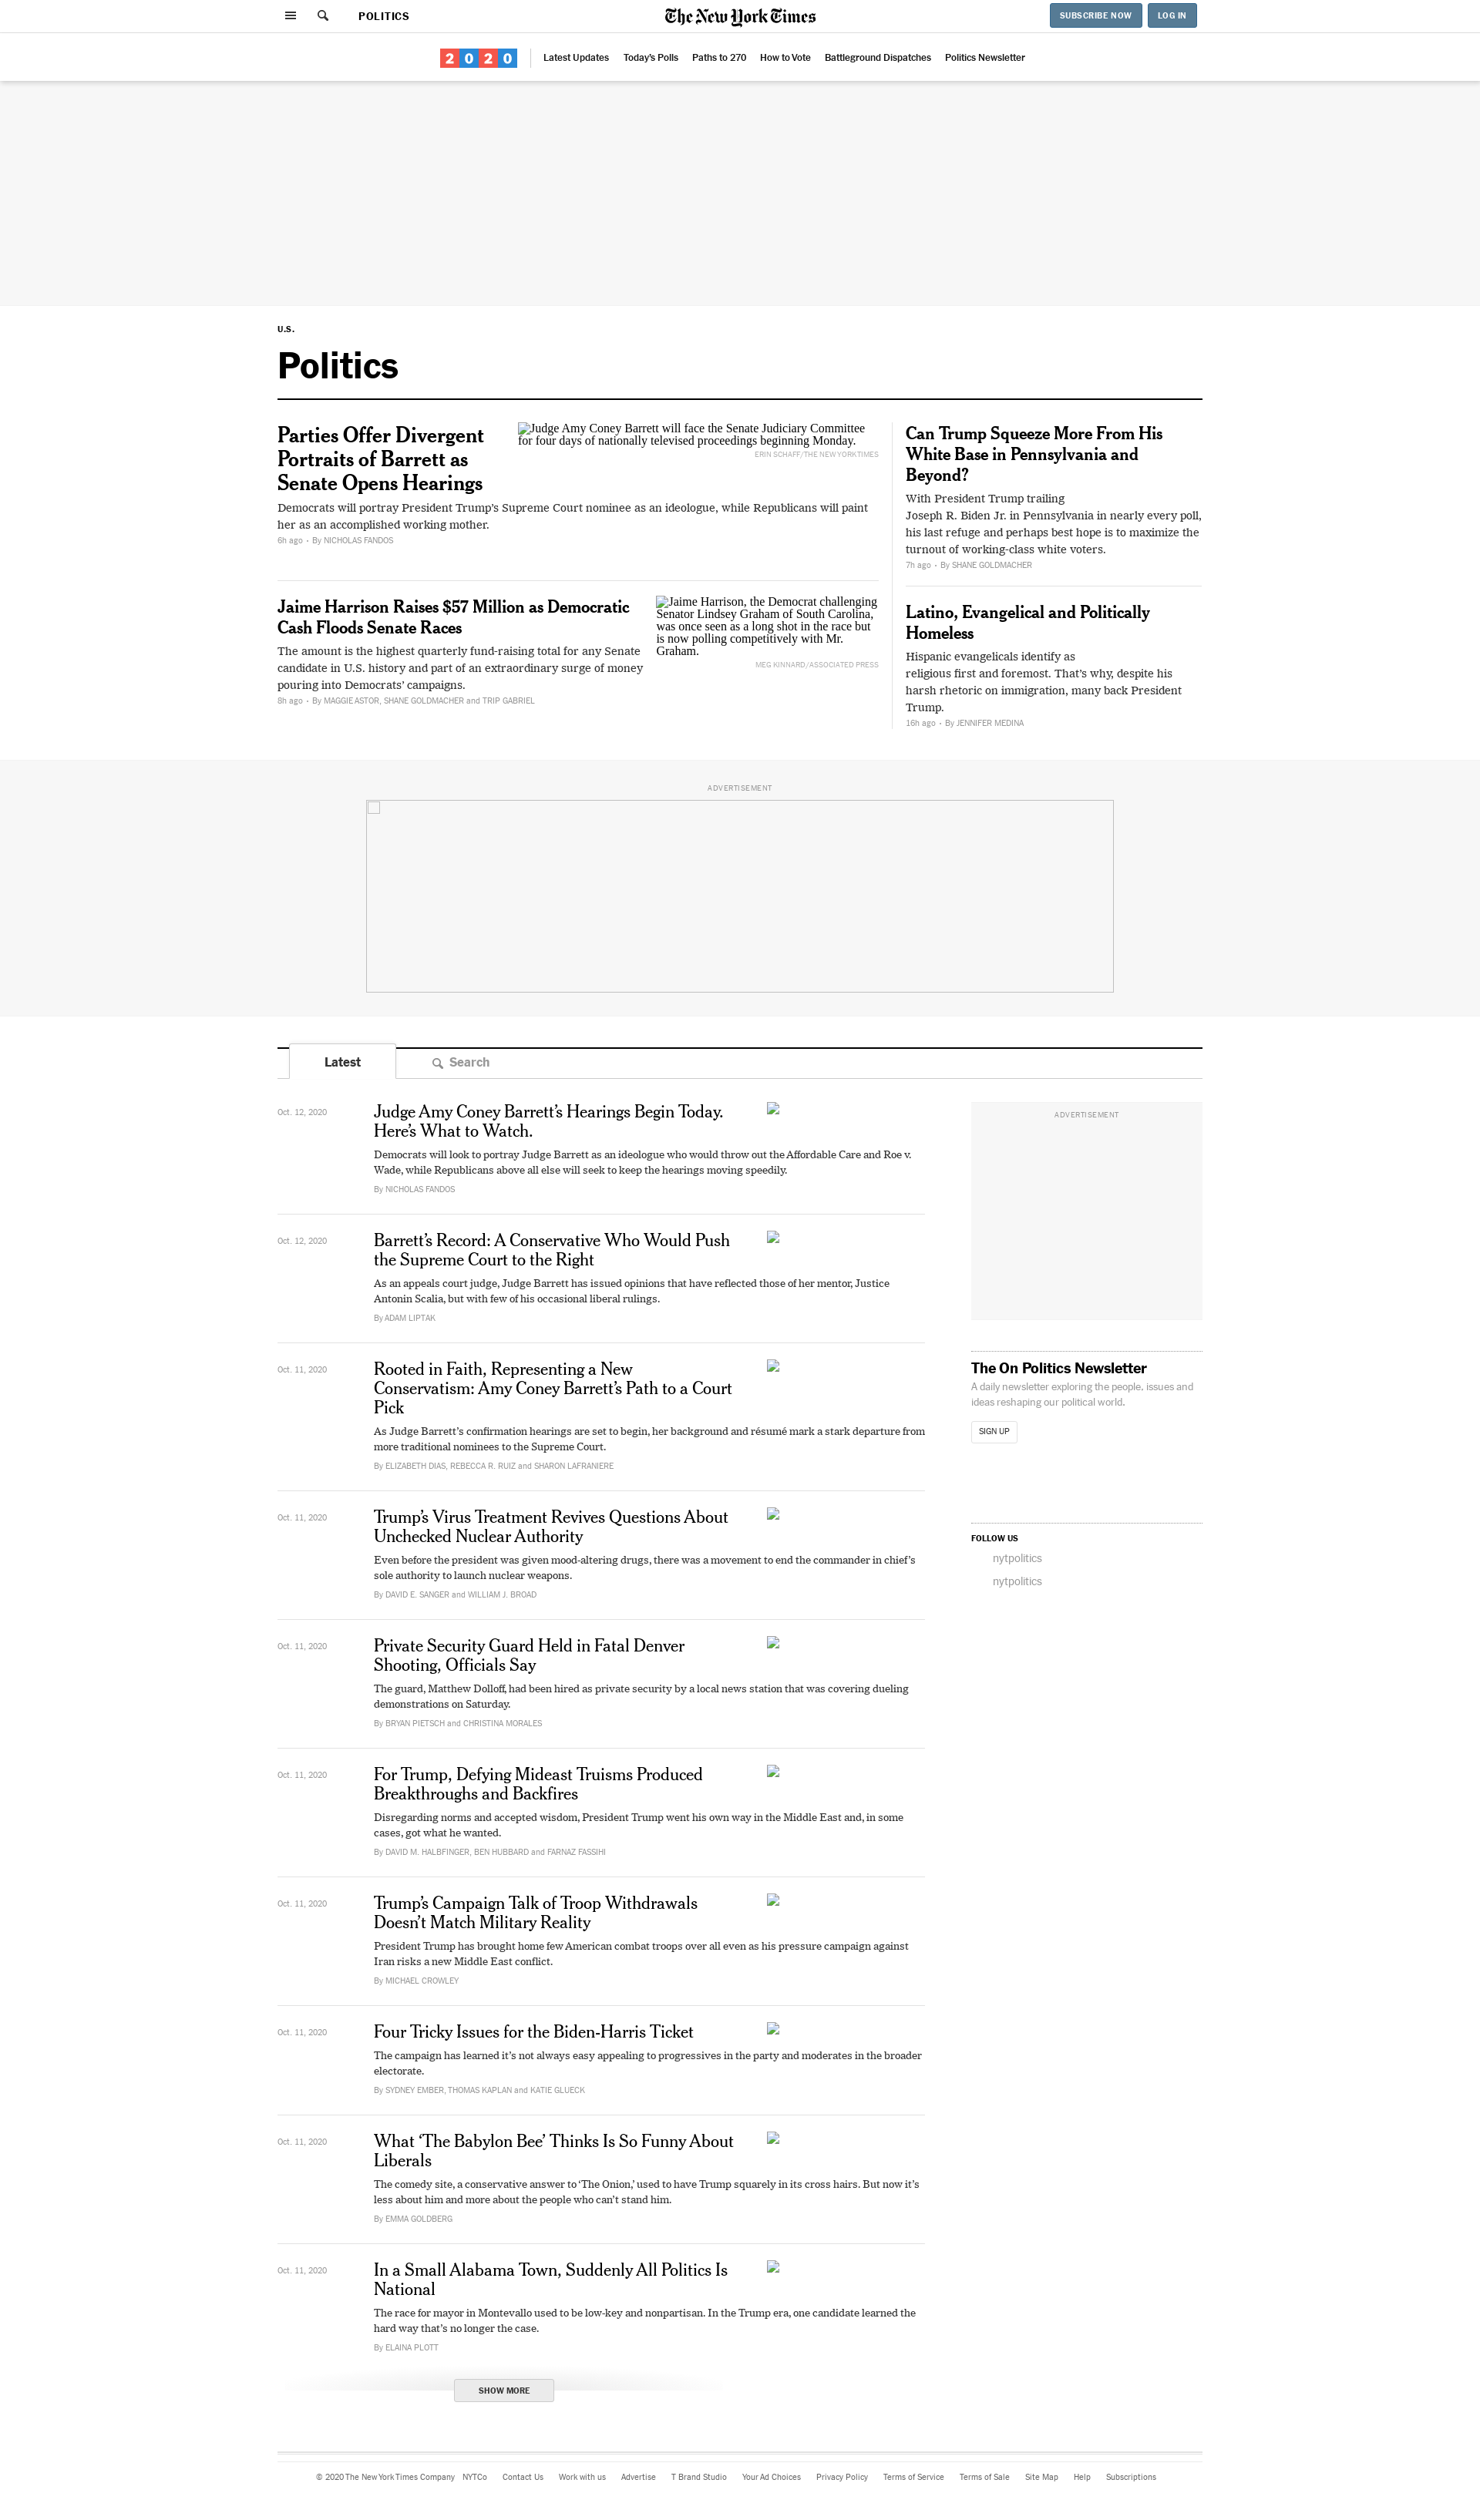 POLITICS
The New York Times
SUBSCRIBE NOW
LOG IN
2020
Latest Updates
Today's Polls
Paths to 270
How to Vote
Battleground Dispatches
Politics Newsletter
U.S.
Politics
Parties Offer Divergent
Portraits of Barrett as
Senate Opens Hearings
Judge Amy Coney Barrett will face the Senate Judiciary Committee
for four days of nationally televised proceedings beginning Monday.
ERIN SCHAFF/THE NEW YORK TIMES
Democrats will portray President Trump’s Supreme Court nominee as an ideologue, while Republicans will paint
her as an accomplished working mother.
6h ago • By NICHOLAS FANDOS
Jaime Harrison Raises $57 Million as Democratic
Cash Floods Senate Races
The amount is the highest quarterly fund-raising total for any Senate
candidate in U.S. history and part of an extraordinary surge of money
pouring into Democrats’ campaigns.
8h ago • By MAGGIE ASTOR, SHANE GOLDMACHER and TRIP GABRIEL
Jaime Harrison, the Democrat challenging
Senator Lindsey Graham of South Carolina,
was once seen as a long shot in the race but
is now polling competitively with Mr.
Graham.
MEG KINNARD/ASSOCIATED PRESS
Can Trump Squeeze More From His
White Base in Pennsylvania and
Beyond?
With President Trump trailing
Joseph R. Biden Jr. in Pennsylvania in nearly every poll,
his last refuge and perhaps best hope is to maximize the
turnout of working-class white voters.
7h ago • By SHANE GOLDMACHER
Latino, Evangelical and Politically
Homeless
Hispanic evangelicals identify as
religious first and foremost. That’s why, despite his
harsh rhetoric on immigration, many back President
Trump.
16h ago • By JENNIFER MEDINA
ADVERTISEMENT
Latest
Search
Oct. 12, 2020
Judge Amy Coney Barrett’s Hearings Begin Today.
Here’s What to Watch.
Democrats will look to portray Judge Barrett as an ideologue who would throw out the Affordable Care and Roe v.
Wade, while Republicans above all else will seek to keep the hearings moving speedily.
By NICHOLAS FANDOS
Oct. 12, 2020
Barrett’s Record: A Conservative Who Would Push
the Supreme Court to the Right
As an appeals court judge, Judge Barrett has issued opinions that have reflected those of her mentor, Justice
Antonin Scalia, but with few of his occasional liberal rulings.
By ADAM LIPTAK
Oct. 11, 2020
Rooted in Faith, Representing a New
Conservatism: Amy Coney Barrett’s Path to a Court
Pick
As Judge Barrett’s confirmation hearings are set to begin, her background and résumé mark a stark departure from
more traditional nominees to the Supreme Court.
By ELIZABETH DIAS, REBECCA R. RUIZ and SHARON LAFRANIERE
Oct. 11, 2020
Trump’s Virus Treatment Revives Questions About
Unchecked Nuclear Authority
Even before the president was given mood-altering drugs, there was a movement to end the commander in chief’s
sole authority to launch nuclear weapons.
By DAVID E. SANGER and WILLIAM J. BROAD
Oct. 11, 2020
Private Security Guard Held in Fatal Denver
Shooting, Officials Say
The guard, Matthew Dolloff, had been hired as private security by a local news station that was covering dueling
demonstrations on Saturday.
By BRYAN PIETSCH and CHRISTINA MORALES
Oct. 11, 2020
For Trump, Defying Mideast Truisms Produced
Breakthroughs and Backfires
Disregarding norms and accepted wisdom, President Trump went his own way in the Middle East and, in some
cases, got what he wanted.
By DAVID M. HALBFINGER, BEN HUBBARD and FARNAZ FASSIHI
Oct. 11, 2020
Trump’s Campaign Talk of Troop Withdrawals
Doesn’t Match Military Reality
President Trump has brought home few American combat troops over all even as his pressure campaign against
Iran risks a new Middle East conflict.
By MICHAEL CROWLEY
Oct. 11, 2020
Four Tricky Issues for the Biden-Harris Ticket
The campaign has learned it’s not always easy appealing to progressives in the party and moderates in the broader
electorate.
By SYDNEY EMBER, THOMAS KAPLAN and KATIE GLUECK
Oct. 11, 2020
What ‘The Babylon Bee’ Thinks Is So Funny About
Liberals
The comedy site, a conservative answer to ‘The Onion,’ used to have Trump squarely in its cross hairs. But now it’s
less about him and more about the people who can’t stand him.
By EMMA GOLDBERG
Oct. 11, 2020
In a Small Alabama Town, Suddenly All Politics Is
National
The race for mayor in Montevallo used to be low-key and nonpartisan. In the Trump era, one candidate learned the
hard way that’s no longer the case.
By ELAINA PLOTT
SHOW MORE
ADVERTISEMENT
The On Politics Newsletter
A daily newsletter exploring the people, issues and
ideas reshaping our political world.
SIGN UP
FOLLOW US
nytpolitics
nytpolitics
© 2020 The New York Times Company
NYTCo
Contact Us
Work with us
Advertise
T Brand Studio
Your Ad Choices
Privacy Policy
Terms of Service
Terms of Sale
Site Map
Help
Subscriptions